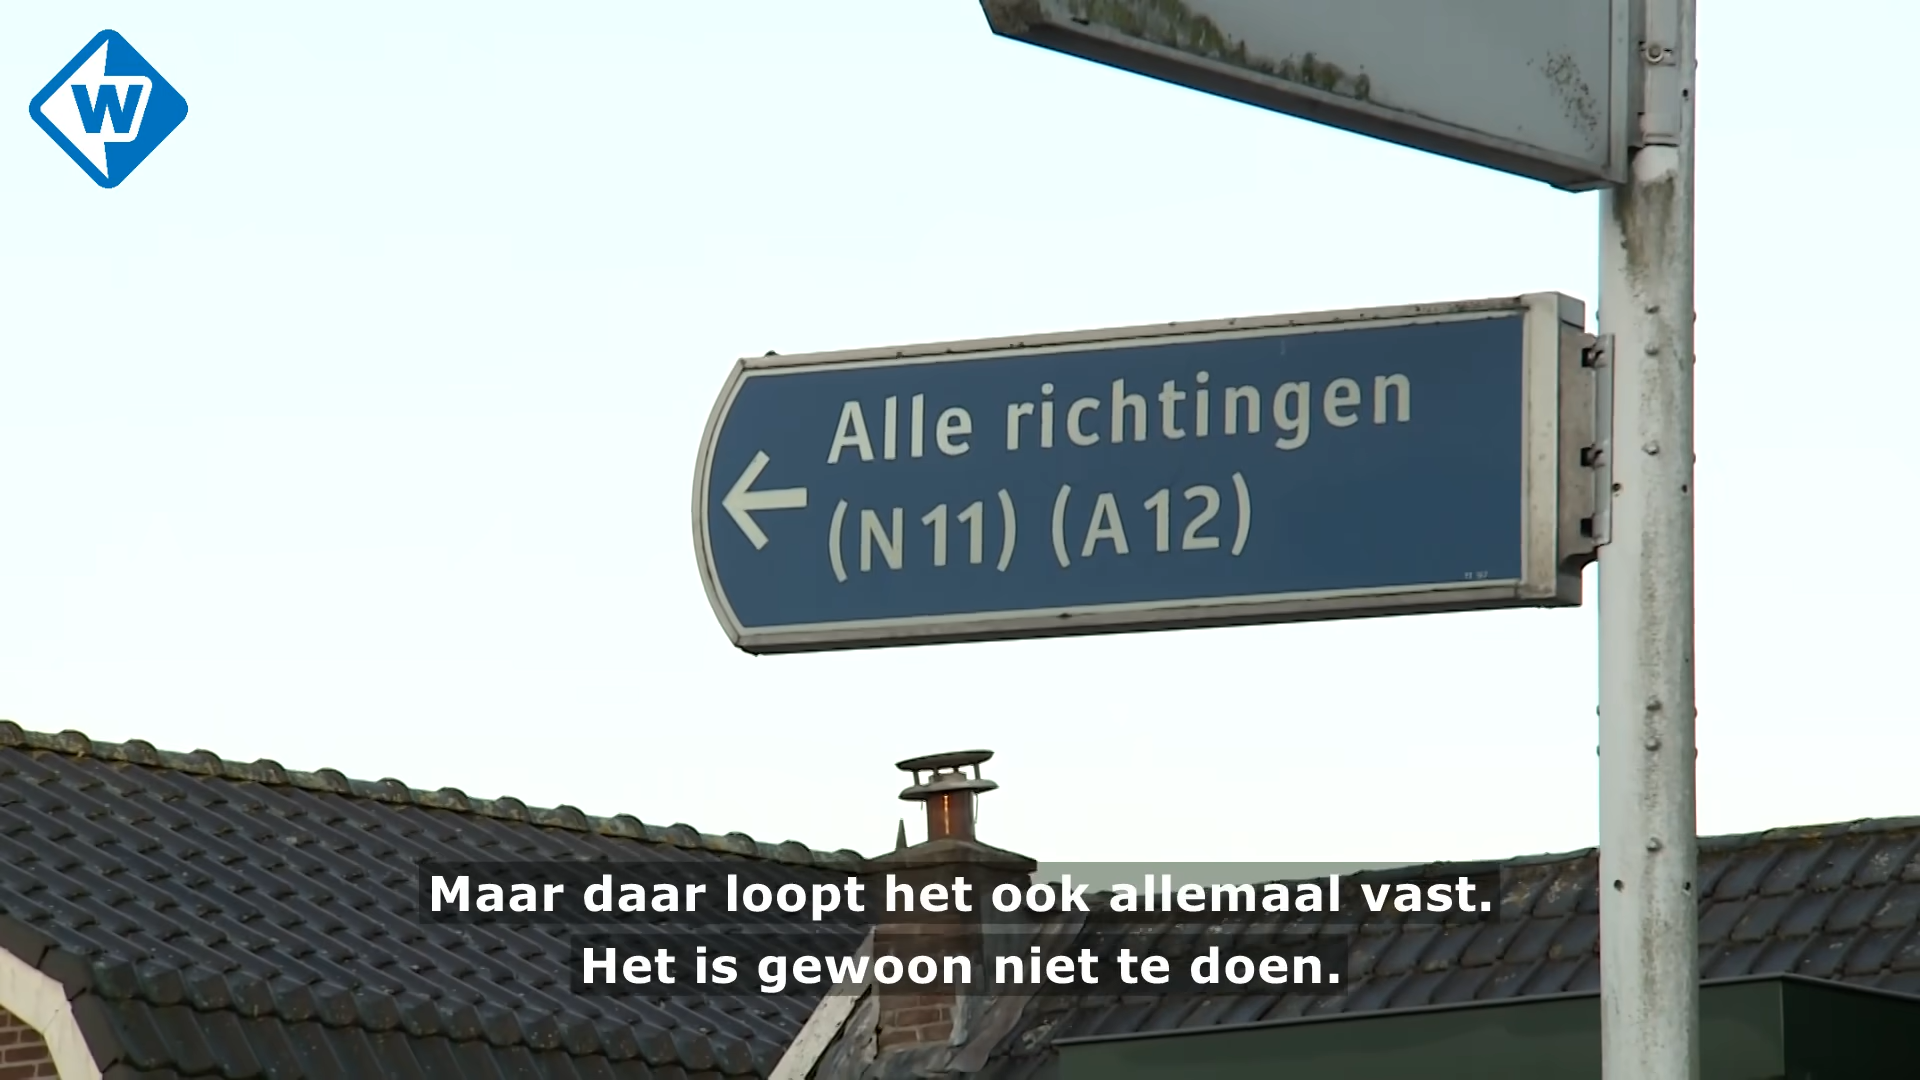 W
Alle richtingen
(N11) (A12)
Maar daar loopt het ook allemaal vast.
Het is gewoon niet te doen.